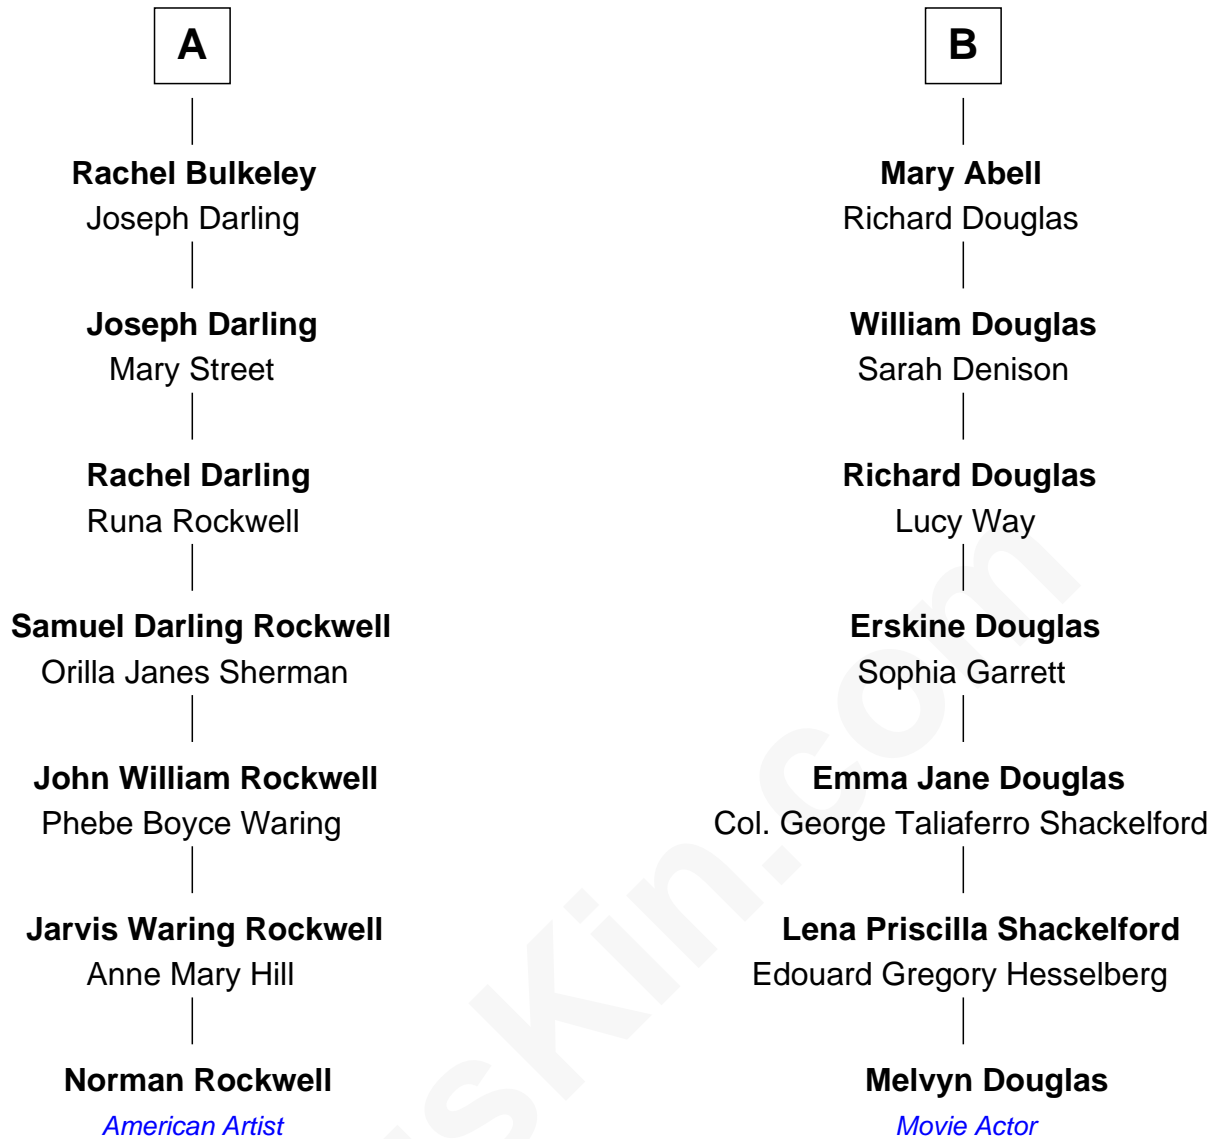 A
Rachel Bulkeley
Joseph Darling
Joseph Darling
Mary Street
Rachel Darling
Runa Rockwell
Samuel Darling Rockwell
Orilla Janes Sherman
John William Rockwell
Phebe Boyce Waring
Jarvis Waring Rockwell
Anne Mary Hill
Norman Rockwell
American Artist
B
Mary Abell
Richard Douglas
William Douglas
Sarah Denison
Richard Douglas
Lucy Way
Erskine Douglas
Sophia Garrett
Emma Jane Douglas
Col. George Taliaferro Shackelford
Lena Priscilla Shackelford
Edouard Gregory Hesselberg
Melvyn Douglas
Movie Actor
sKin.com